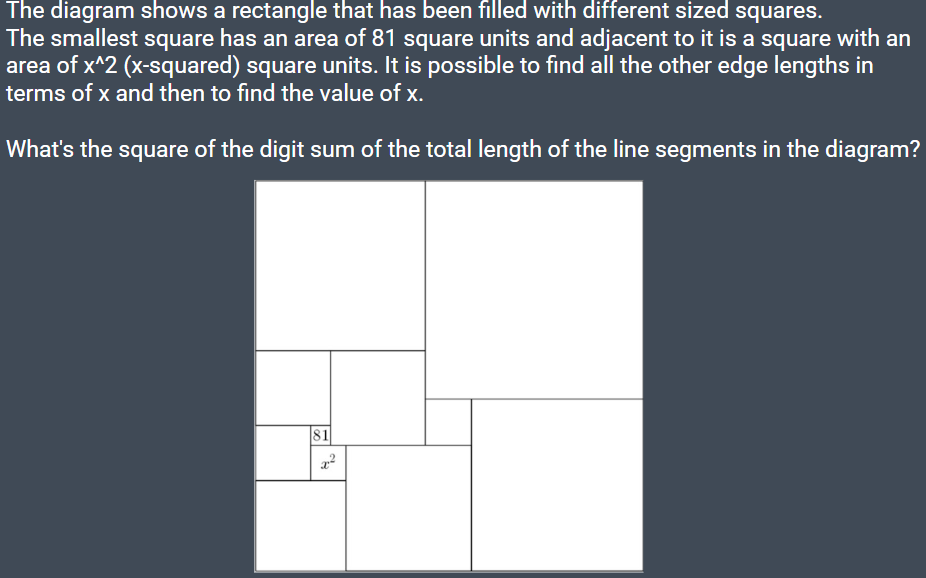 The diagram shows a rectangle that has been filled with different sized squares.
The smallest square has an area of 81 square units and adjacent to it is a square with an
area of x^2 (x-squared) square units. It is possible to find all the other edge lengths in
terms of x and then to find the value of x.
What's the square of the digit sum of the total length of the line segments in the diagram?
81
x²